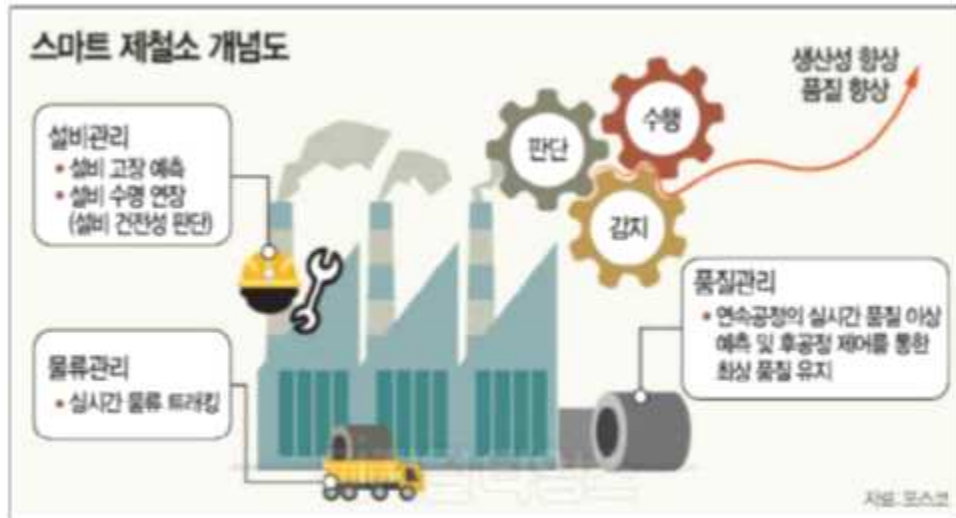 스마트 제철소 개념도
생산성 향상
품질 향상
수행
판단
감지
설비관리
• 설비 고장 예측
• 설비 수명 연장
(설비 건전성 판단)
품질관리
• 연속공정의 실시간 품질 이상
예측 및 후공정 제어를 통한
최상 품질 유지
물류관리
• 실시간 물류 트래킹
자료: 포스코